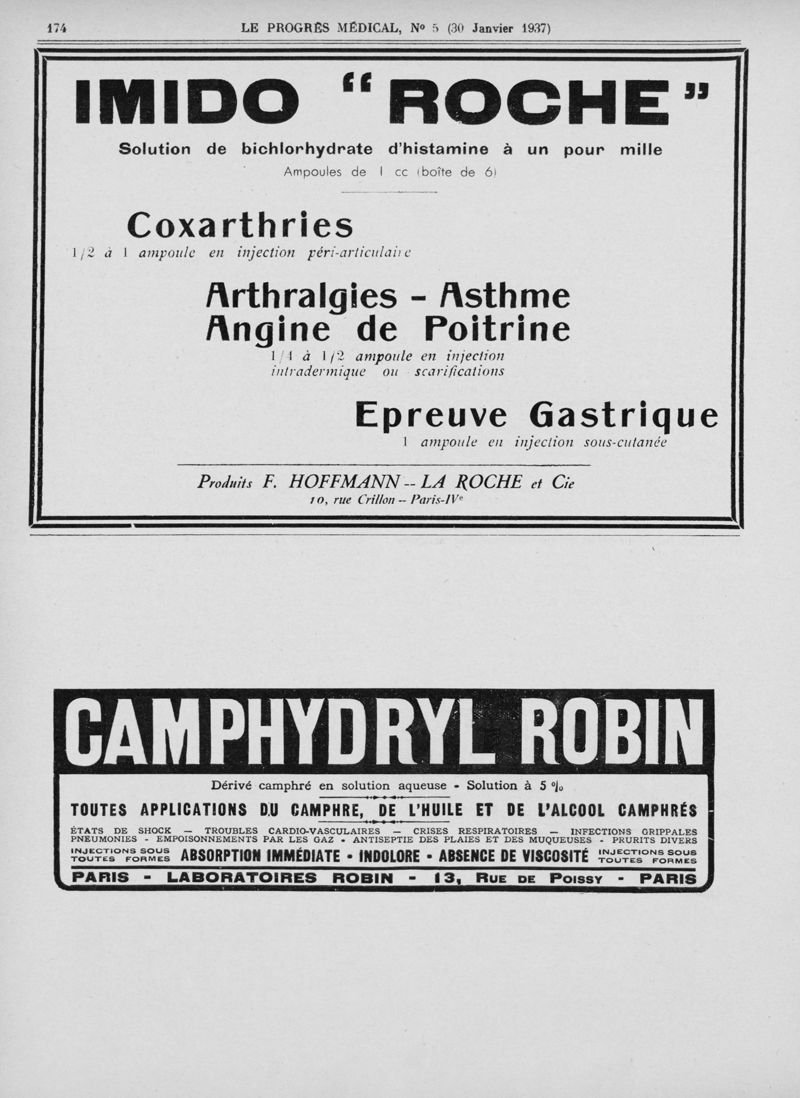 174
LE PROGRÈS MÉDICAL, No 5 (30 Janvier 1937)
IMIDO “ROCHE”
Solution de bichlorhydrate d'histamine à un pour mille
Ampoules de 1 cc (boîte de 6)
Coxarthries
1/2 à 1 ampoule en injection péri-articulaire
Arthralgies - Asthme
Angine de Poitrine
1/4 à 1/2 ampoule en injection
intradermique ou scarifications
Epreuve Gastrique
1 ampoule en injection sous-cutanée
Produits F. HOFFMANN -- LA ROCHE et Cie
10, rue Crillon -- Paris-IVe
CAMPHYDRYL ROBIN
Dérivé camphré en solution aqueuse - Solution à 5 %
TOUTES APPLICATIONS DU CAMPHRE, DE L'HUILE ET DE L'ALCOOL CAMPHRÉS
ÉTATS DE SHOCK — TROUBLES CARDIO-VASCULAIRES — CRISES RESPIRATOIRES — INFECTIONS GRIPPALES
PNEUMONIES - EMPOISONNEMENTS PAR LES GAZ - ANTISEPTIE DES PLAIES ET DES MUQUEUSES - PRURITS DIVERS
INJECTIONS SOUS
TOUTES FORMES
ABSORPTION IMMÉDIATE - INDOLORE - ABSENCE DE VISCOSITÉ
INJECTIONS SOUS
TOUTES FORMES
PARIS - LABORATOIRES ROBIN - 13, RUE DE POISSY - PARIS